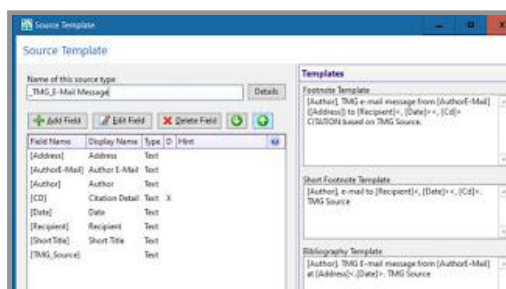 Source Template
Source Template
Name of this source type
_TMG_E-Mail Message
Details
Add Field
Edit Field
Delete Field
Field Name Display Name Type D Hint
[Address] Address Text
[AuthorE-Mail] Author E-Mail Text
[Author] Author Text
[CD] Citation Detail Text X
[Date] Date Text
[Recipient] Recipient Text
[ShortTitle] Short Title Text
[TMG_Source] Text
Templates
Footnote Template
[Author], TMG e-mail message from [AuthorE-Mail]
([Address]) to [Recipient]<, [Date]><, [Cd]>
CITATION based on TMG Source.
Short Footnote Template
[Author], e-mail to [Recipient]<, [Date]><, [Cd]>.
TMG Source
Bibliography Template
[Author]. TMG E-mail message from [AuthorE-Mail]
at [Address]<.[Date]>. TMG Source